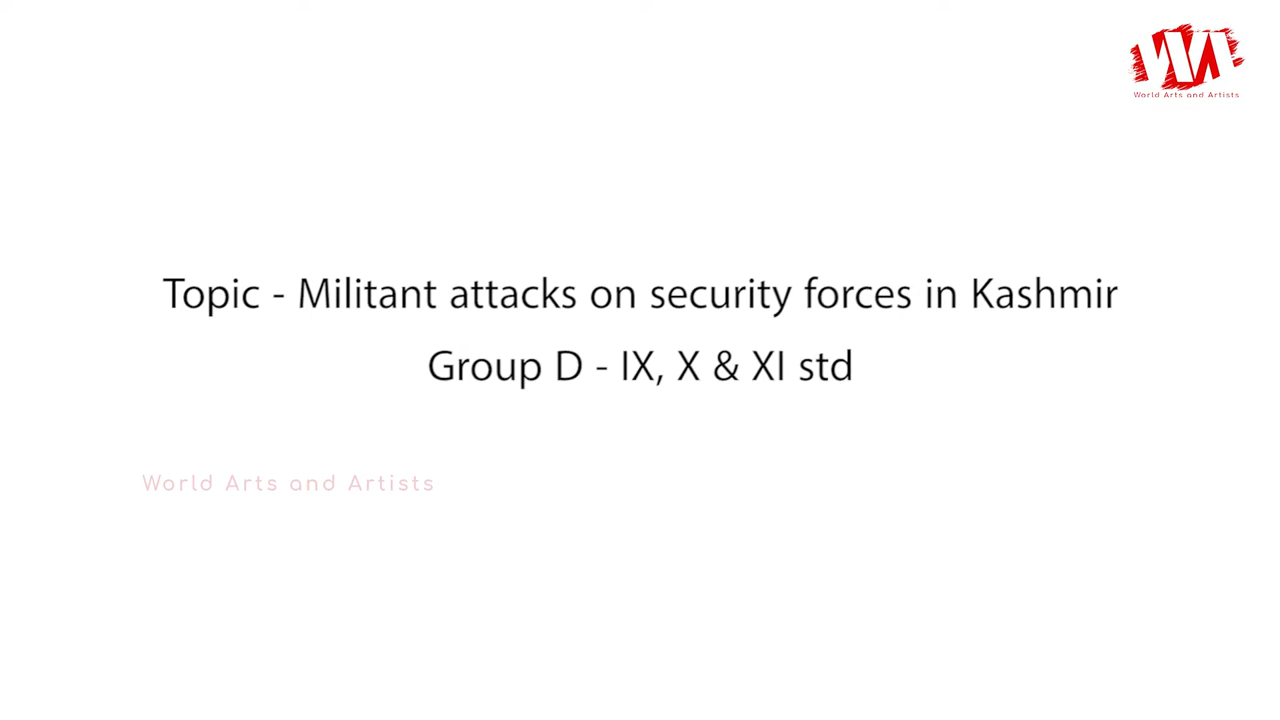 World Arts and Artists
Topic - Militant attacks on security forces in Kashmir
Group D - IX, X & XI std
World Arts and Artists